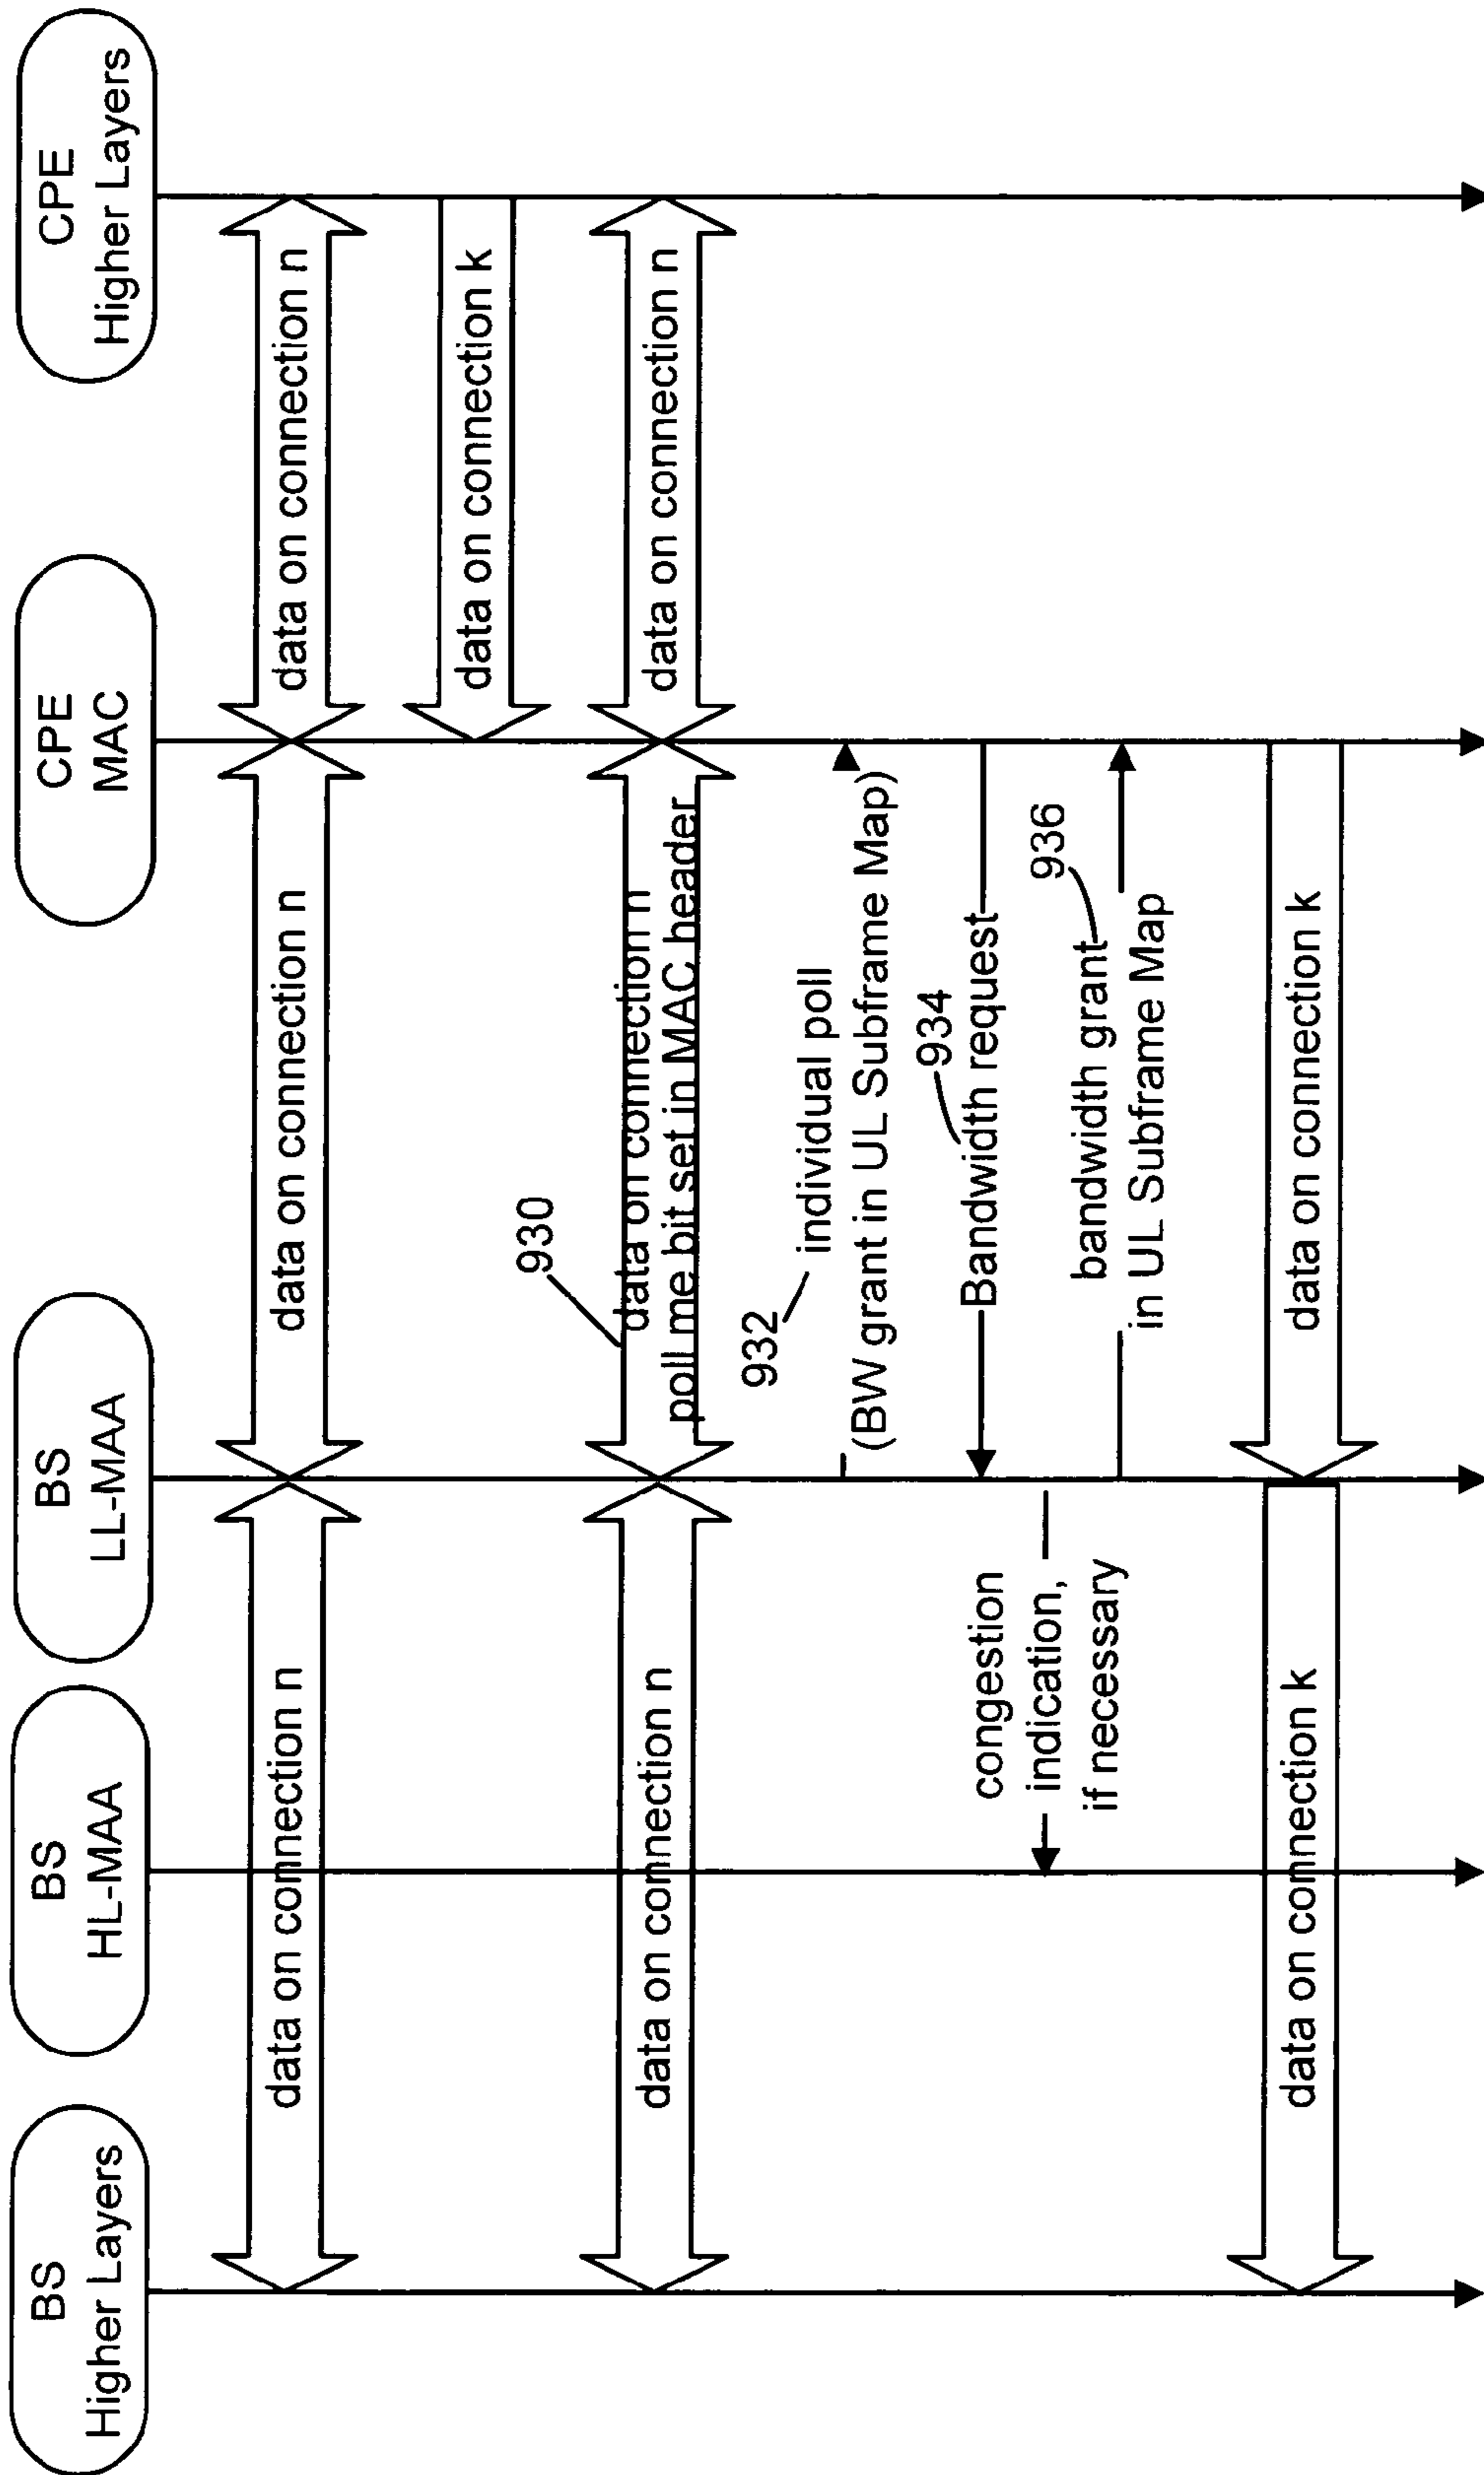 BS
Higher Layers
BS
HL-MAA
BS
LL-MAA
CPE
MAC
CPE
Higher Layers
data on connection n
data on connection n
data on connection n
data on connection k
930
data on connection n
data on connection n
poll me bit set in MAC header
data on connection n
932
individual poll
(BW grant in UL Subframe Map)
934
Bandwidth request
congestion
indication,
if necessary
936
bandwidth grant
in UL Subframe Map
data on connection k
data on connection k